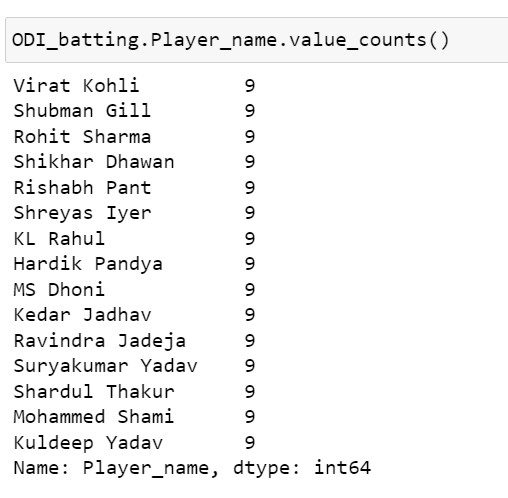 ODI_batting.Player_name.value_counts()
Virat Kohli 9
Shubman Gill 9
Rohit Sharma 9
Shikhar Dhawan 9
Rishabh Pant 9
Shreyas Iyer 9
KL Rahul 9
Hardik Pandya 9
MS Dhoni 9
Kedar Jadhav 9
Ravindra Jadeja 9
Suryakumar Yadav 9
Shardul Thakur 9
Mohammed Shami 9
Kuldeep Yadav 9
Name: Player_name, dtype: int64